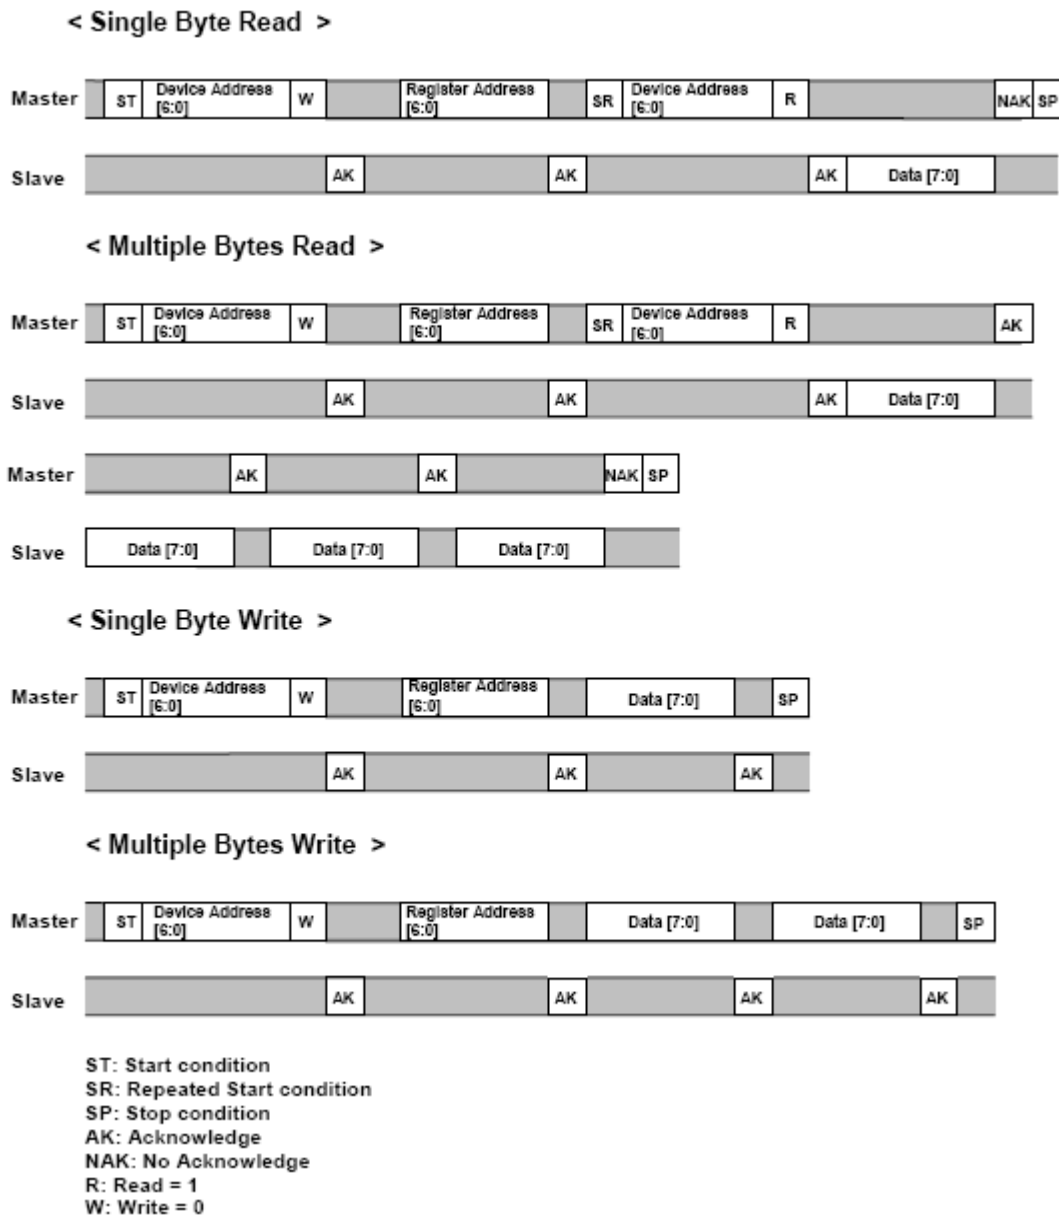 < Single Byte Read >
Master ST Device Address [6:0] W Register Address [6:0] SR Device Address [6:0] R NAK SP
Slave AK AK AK Data [7:0]
< Multiple Bytes Read >
Master ST Device Address [6:0] W Register Address [6:0] SR Device Address [6:0] R AK
Slave AK AK AK Data [7:0]
Master AK AK NAK SP
Slave Data [7:0] Data [7:0] Data [7:0]
< Single Byte Write >
Master ST Device Address [6:0] W Register Address [6:0] Data [7:0] SP
Slave AK AK AK
< Multiple Bytes Write >
Master ST Device Address [6:0] W Register Address [6:0] Data [7:0] Data [7:0] SP
Slave AK AK AK AK
ST: Start condition
SR: Repeated Start condition
SP: Stop condition
AK: Acknowledge
NAK: No Acknowledge
R: Read = 1
W: Write = 0